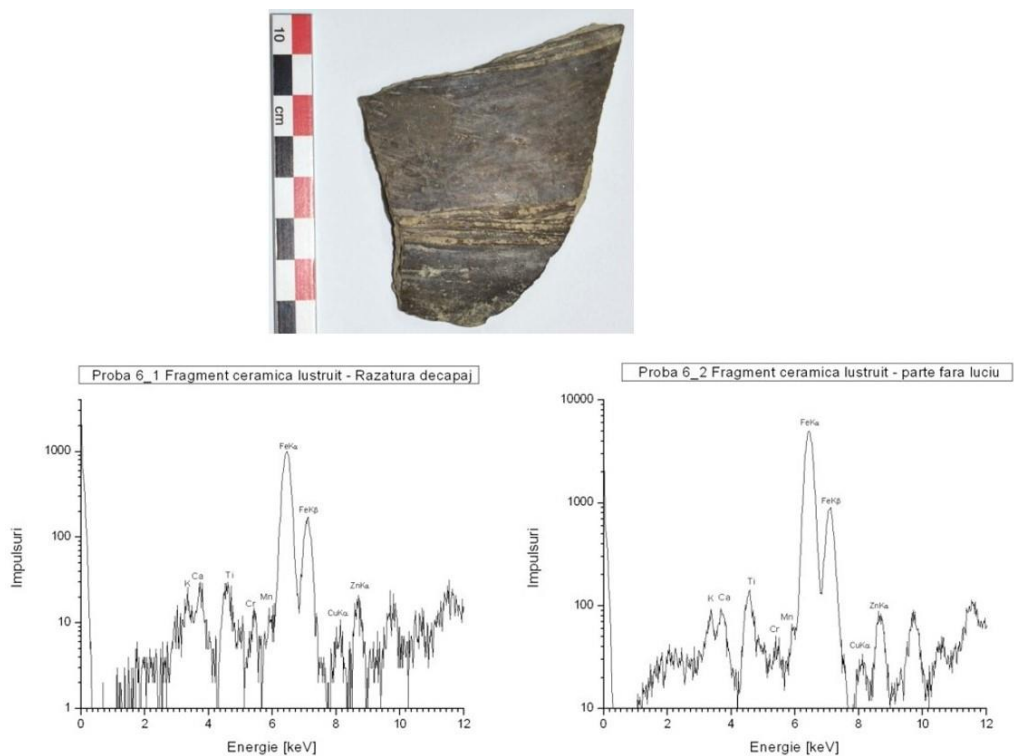 10
cm
Proba 6_1 Fragment ceramica lustruit - Razatura decapaj
1000
100
10
1
Impulsuri
K
Ca
Ti
Cr
Mn
FeKα
FeKβ
CuKα
ZnKα
0 2 4 6 8 10 12
Energie [keV]
Proba 6_2 Fragment ceramica lustruit - parte fara luciu
10000
1000
100
10
Impulsuri
K
Ca
Ti
Cr
Mn
FeKα
FeKβ
CuKα
ZnKα
0 2 4 6 8 10 12
Energie [keV]